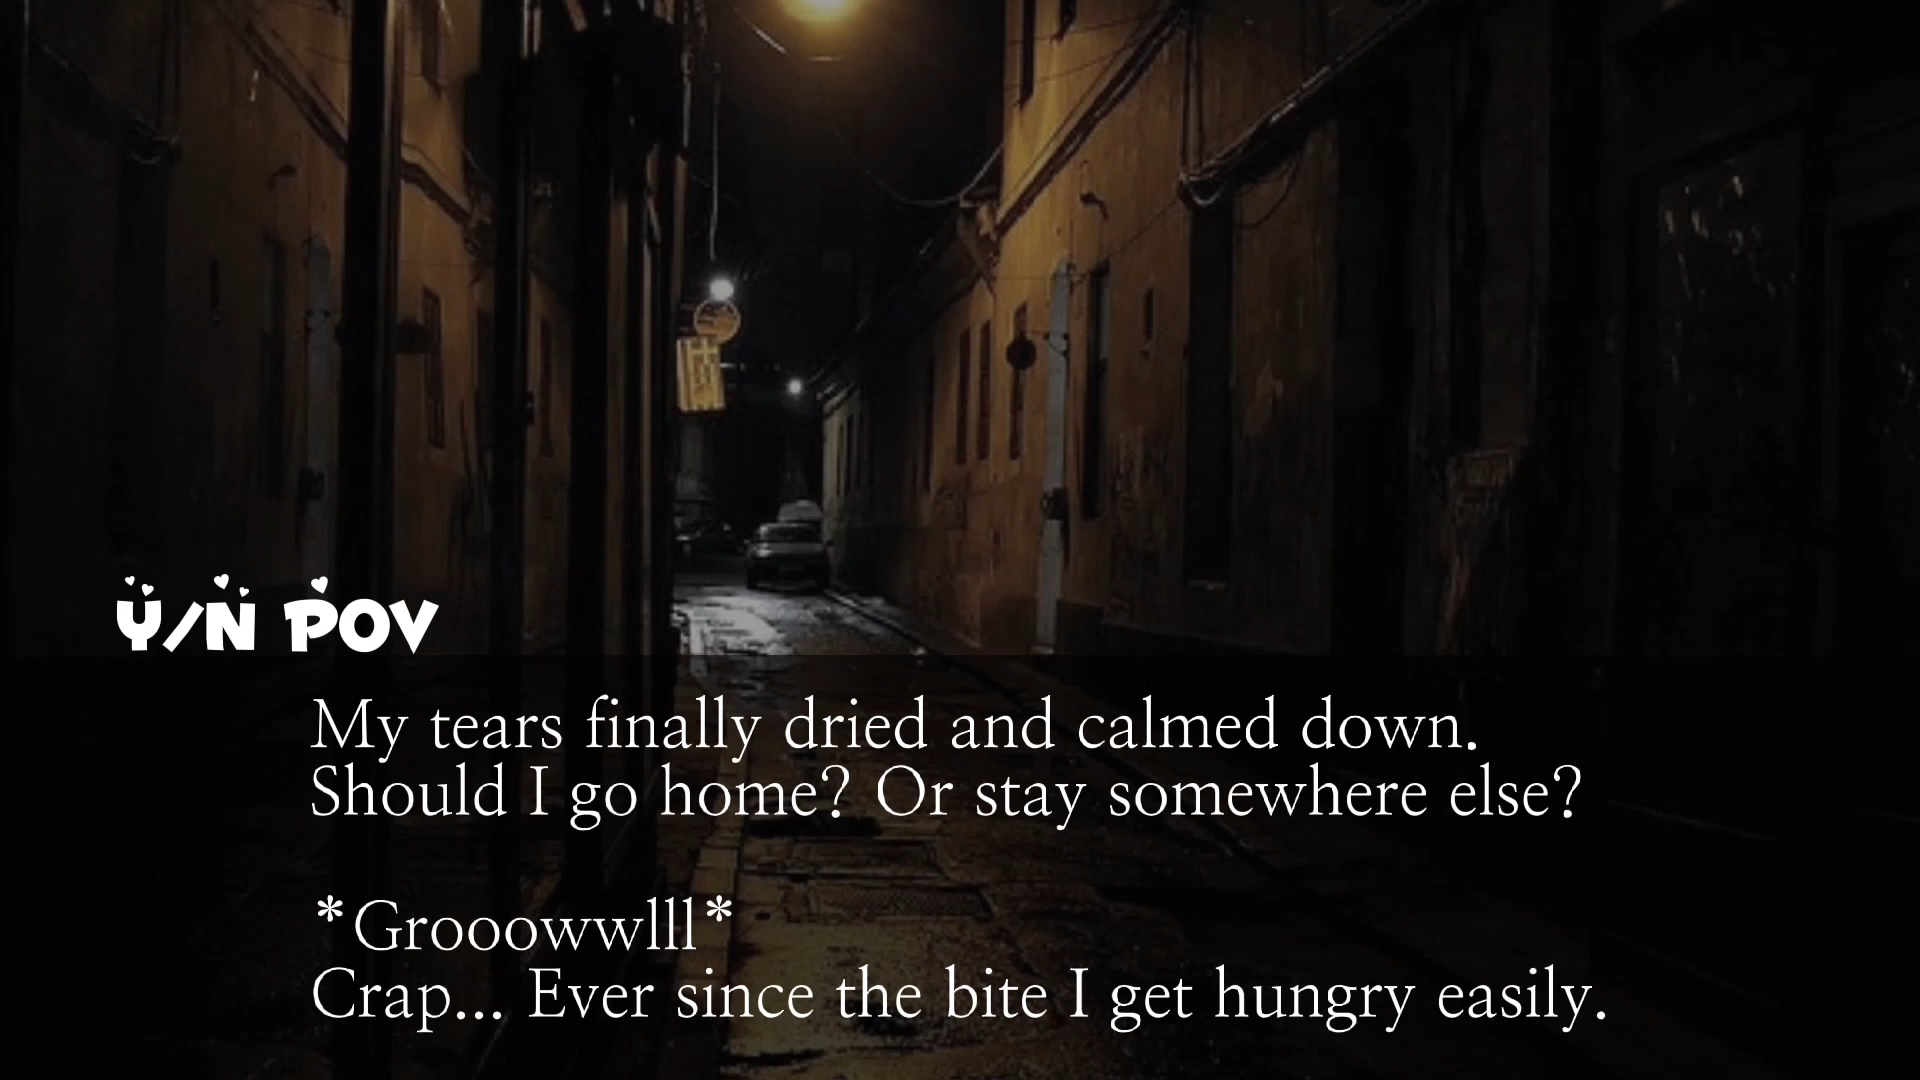 Y/N POV
My tears finally dried and calmed down.
Should I go home? Or stay somewhere else?
*Grooowwlll*
Crap... Ever since the bite I get hungry easily.